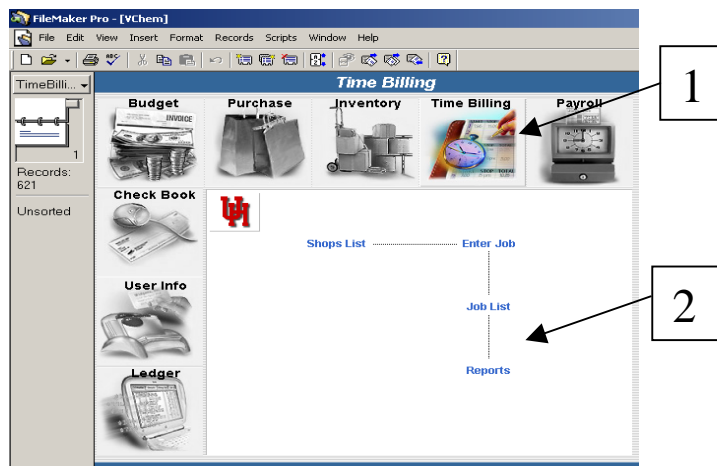 FileMaker Pro - [VChem]
File Edit View Insert Format Records Scripts Window Help
TimeBilli...
Time Billing
Budget Purchase Inventory Time Billing Payroll
INVOICE
1
Records:
621
Unsorted
Check Book
UH
Shops List Enter Job
User Info
Job List
Ledger
Reports
1
2